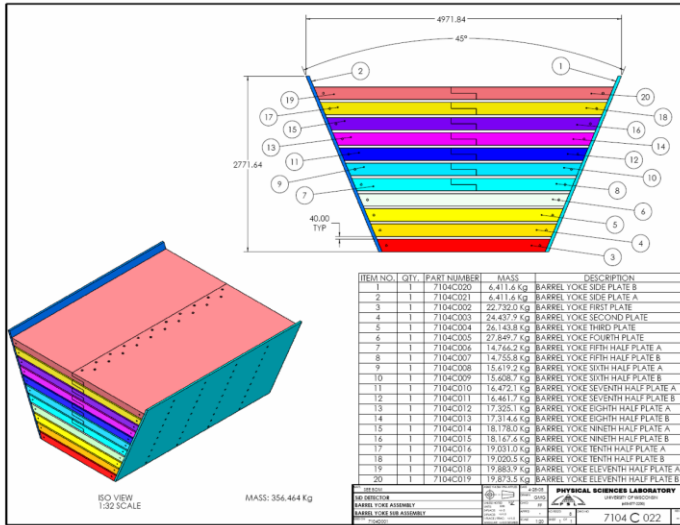 4971.84
45°
2
1
19
20
17
18
15
16
13
14
11
12
9
10
7
8
6
5
4
3
2771.64
40.00
TYP
ITEM NO. QTY. PART NUMBER MASS DESCRIPTION
1 1 7104C020 6,411.6 Kg BARREL YOKE SIDE PLATE B
2 1 7104C021 6,411.6 Kg BARREL YOKE SIDE PLATE A
3 1 7104C002 22,732.0 Kg BARREL YOKE FIRST PLATE
4 1 7104C003 24,437.9 Kg BARREL YOKE SECOND PLATE
5 1 7104C004 26,143.8 Kg BARREL YOKE THIRD PLATE
6 1 7104C005 27,849.7 Kg BARREL YOKE FOURTH PLATE
7 1 7104C006 14,766.2 Kg BARREL YOKE FIFTH HALF PLATE A
8 1 7104C007 14,755.8 Kg BARREL YOKE FIFTH HALF PLATE B
9 1 7104C008 15,619.2 Kg BARREL YOKE SIXTH HALF PLATE A
10 1 7104C009 15,608.7 Kg BARREL YOKE SIXTH HALF PLATE B
11 1 7104C010 16,472.1 Kg BARREL YOKE SEVENTH HALF PLATE A
12 1 7104C011 16,461.7 Kg BARREL YOKE SEVENTH HALF PLATE B
13 1 7104C012 17,325.1 Kg BARREL YOKE EIGHTH HALF PLATE A
14 1 7104C013 17,314.6 Kg BARREL YOKE EIGHTH HALF PLATE B
15 1 7104C014 18,178.0 Kg BARREL YOKE NINETH HALF PLATE A
16 1 7104C015 18,167.6 Kg BARREL YOKE NINETH HALF PLATE B
17 1 7104C016 19,031.0 Kg BARREL YOKE TENTH HALF PLATE A
18 1 7104C017 19,020.5 Kg BARREL YOKE TENTH HALF PLATE B
19 1 7104C018 19,883.9 Kg BARREL YOKE ELEVENTH HALF PLATE A
20 1 7104C019 19,873.5 Kg BARREL YOKE ELEVENTH HALF PLATE B
ISO VIEW
1:32 SCALE
MASS: 356,464 Kg
SID DETECTOR
BARREL YOKE ASSEMBLY
BARREL YOKE SUB ASSEMBLY
PHYSICAL SCIENCES LABORATORY
UNIVERSITY OF WISCONSIN
7104 C 022